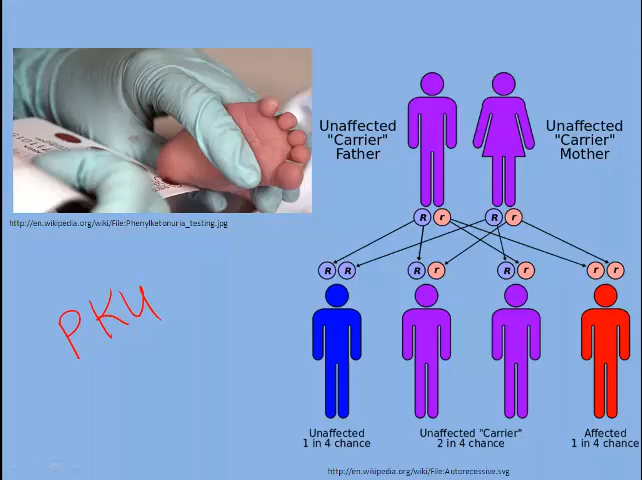 http://en.wikipedia.org/wiki/File:Phenylketonuria_testing.jpg
PKU
Unaffected
"Carrier"
Father
Unaffected
"Carrier"
Mother
R r R r
R R R r R r r r
Unaffected
1 in 4 chance
Unaffected "Carrier"
2 in 4 chance
Affected
1 in 4 chance
http://en.wikipedia.org/wiki/File:Autorecessive.svg